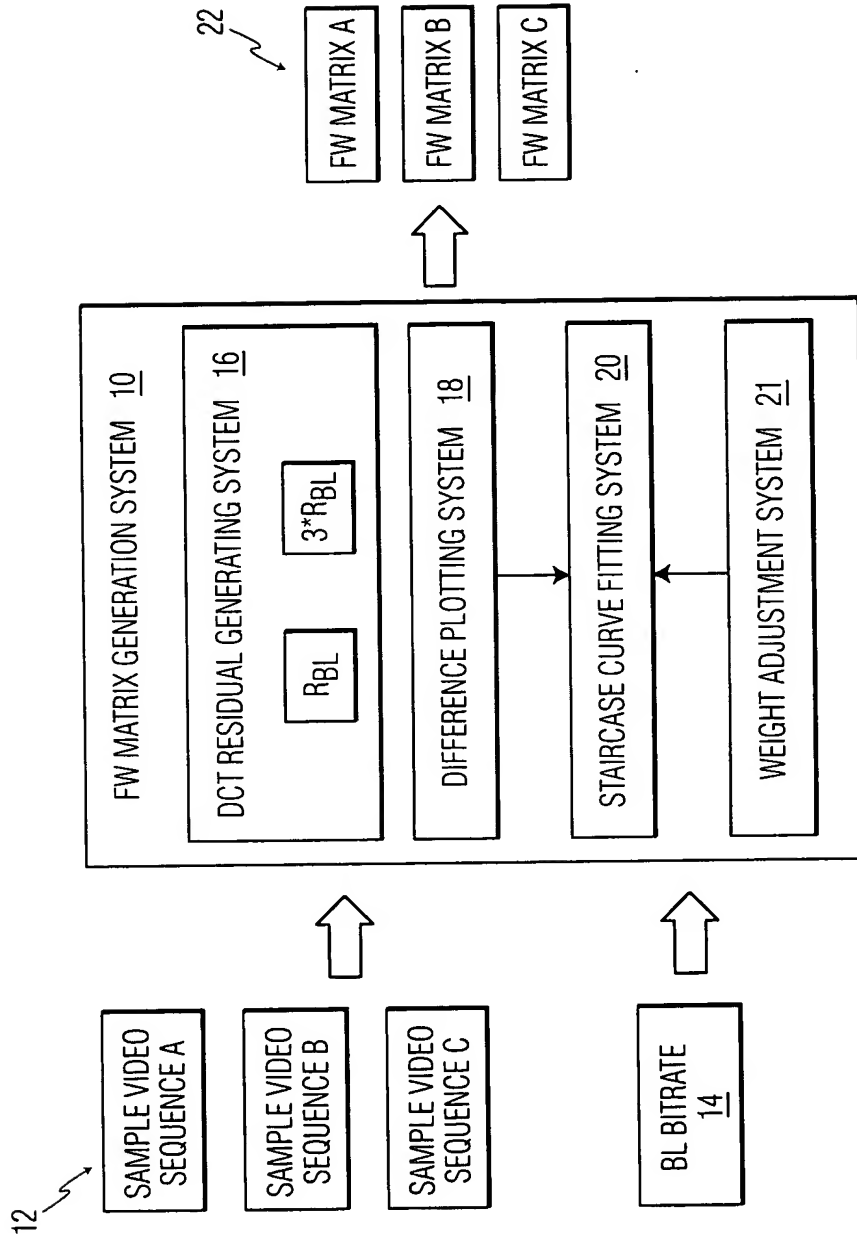 12
SAMPLE VIDEO
SEQUENCE A
SAMPLE VIDEO
SEQUENCE B
SAMPLE VIDEO
SEQUENCE C
BL BITRATE
14
FW MATRIX GENERATION SYSTEM 10
DCT RESIDUAL GENERATING SYSTEM 16
RBL
3*RBL
DIFFERENCE PLOTTING SYSTEM 18
STAIRCASE CURVE FITTING SYSTEM 20
WEIGHT ADJUSTMENT SYSTEM 21
22
FW MATRIX A
FW MATRIX B
FW MATRIX C